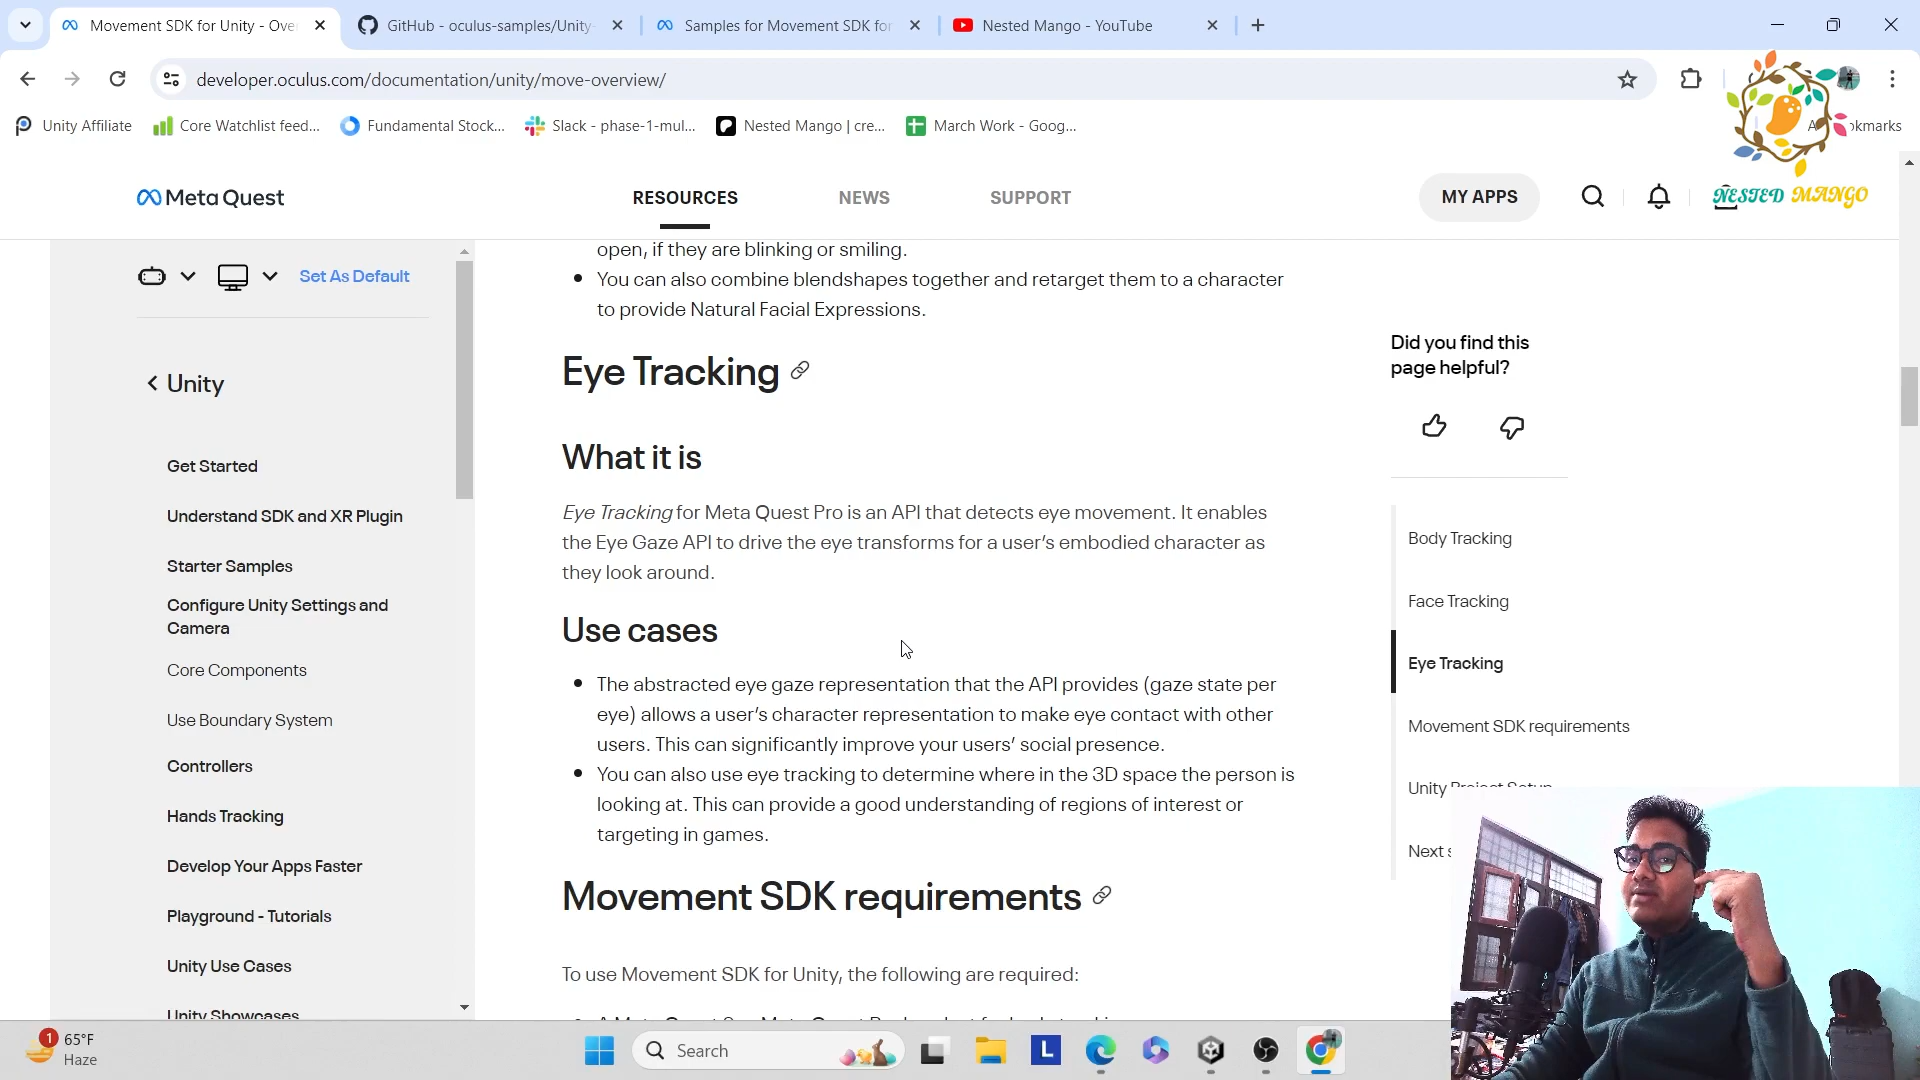 Movement SDK for Unity - Ove
GitHub - oculus-samples/Unity-
Samples for Movement SDK for
Nested Mango - YouTube
developer.oculus.com/documentation/unity/move-overview/
Unity Affiliate
Core Watchlist feed...
Fundamental Stock...
Slack - phase-1-mul...
Nested Mango | cre...
March Work - Goog...
A
okmarks
Meta Quest
RESOURCES
NEWS
SUPPORT
MY APPS
NESTED MANGO
Set As Default
Unity
Get Started
Understand SDK and XR Plugin
Starter Samples
Configure Unity Settings and
Camera
Core Components
Use Boundary System
Controllers
Hands Tracking
Develop Your Apps Faster
Playground - Tutorials
Unity Use Cases
Unity Showcases
open, if they are blinking or smiling.
You can also combine blendshapes together and retarget them to a character
to provide Natural Facial Expressions.
Eye Tracking
What it is
Eye Tracking for Meta Quest Pro is an API that detects eye movement. It enables
the Eye Gaze API to drive the eye transforms for a user's embodied character as
they look around.
Use cases
The abstracted eye gaze representation that the API provides (gaze state per
eye) allows a user's character representation to make eye contact with other
users. This can significantly improve your users' social presence.
You can also use eye tracking to determine where in the 3D space the person is
looking at. This can provide a good understanding of regions of interest or
targeting in games.
Movement SDK requirements
To use Movement SDK for Unity, the following are required:
Did you find this
page helpful?
Body Tracking
Face Tracking
Eye Tracking
Movement SDK requirements
Unity Project Setup
Next s
1
65°F
Haze
Search
L